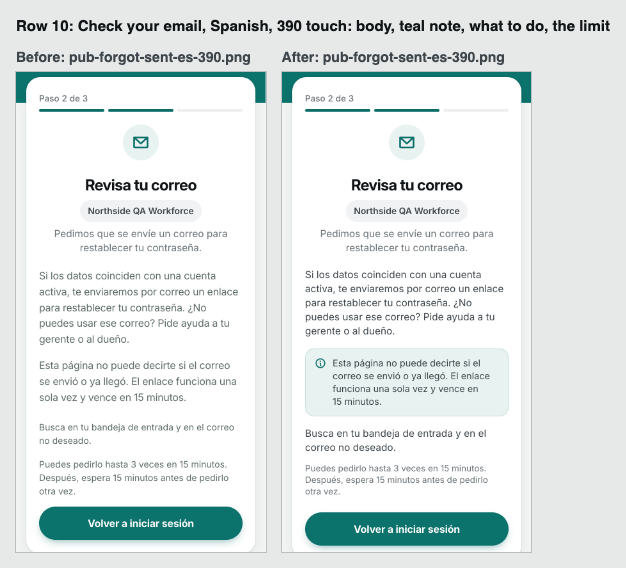 Row 10: Check your email, Spanish, 390 touch: body, teal note, what to do, the limit
Before: pub-forgot-sent-es-390.png
Paso 2 de 3
Revisa tu correo
Northside QA Workforce
Pedimos que se envíe un correo para
restablecer tu contraseña.
Si los datos coinciden con una cuenta
activa, te enviaremos por correo un enlace
para restablecer tu contraseña. ¿No
puedes usar ese correo? Pide ayuda a tu
gerente o al dueño.
Esta página no puede decirte si el correo
se envió o ya llegó. El enlace funciona una
sola vez y vence en 15 minutos.
Busca en tu bandeja de entrada y en el correo
no deseado.
Puedes pedirlo hasta 3 veces en 15 minutos.
Después, espera 15 minutos antes de pedirlo
otra vez.
Volver a iniciar sesión
After: pub-forgot-sent-es-390.png
Paso 2 de 3
Revisa tu correo
Northside QA Workforce
Pedimos que se envíe un correo para
restablecer tu contraseña.
Si los datos coinciden con una cuenta
activa, te enviaremos por correo un enlace
para restablecer tu contraseña. ¿No
puedes usar ese correo? Pide ayuda a tu
gerente o al dueño.
Esta página no puede decirte si el
correo se envió o ya llegó. El enlace
funciona una sola vez y vence en
15 minutos.
Busca en tu bandeja de entrada y en el
correo no deseado.
Puedes pedirlo hasta 3 veces en 15 minutos.
Después, espera 15 minutos antes de pedirlo
otra vez.
Volver a iniciar sesión